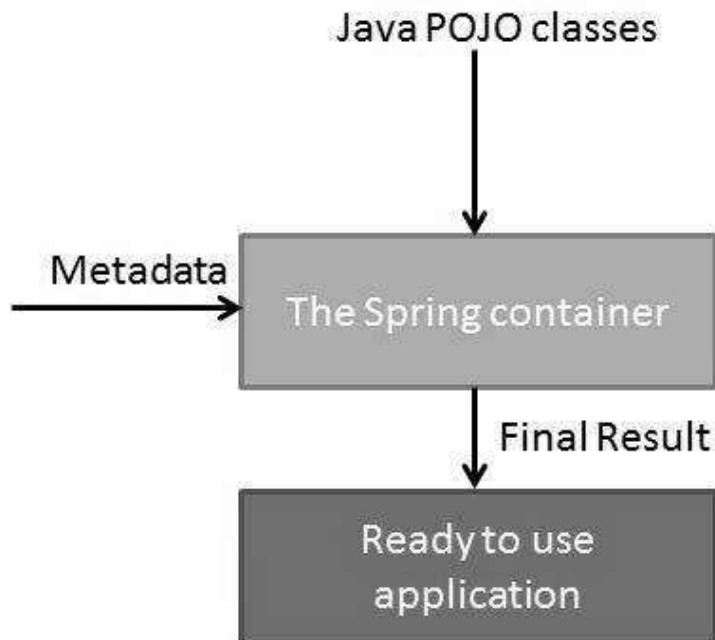 Java POJO classes
Metadata
The Spring container
Final Result
Ready to use
application